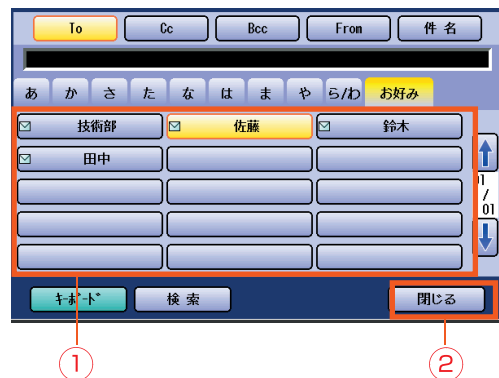 To Cc Bcc From 件名
あ か さ た な は ま や ら/わ お好み
技術部 佐藤 鈴木
田中
01
/
01
ｷｰﾎﾞｰﾄﾞ 検索 閉じる
① ②